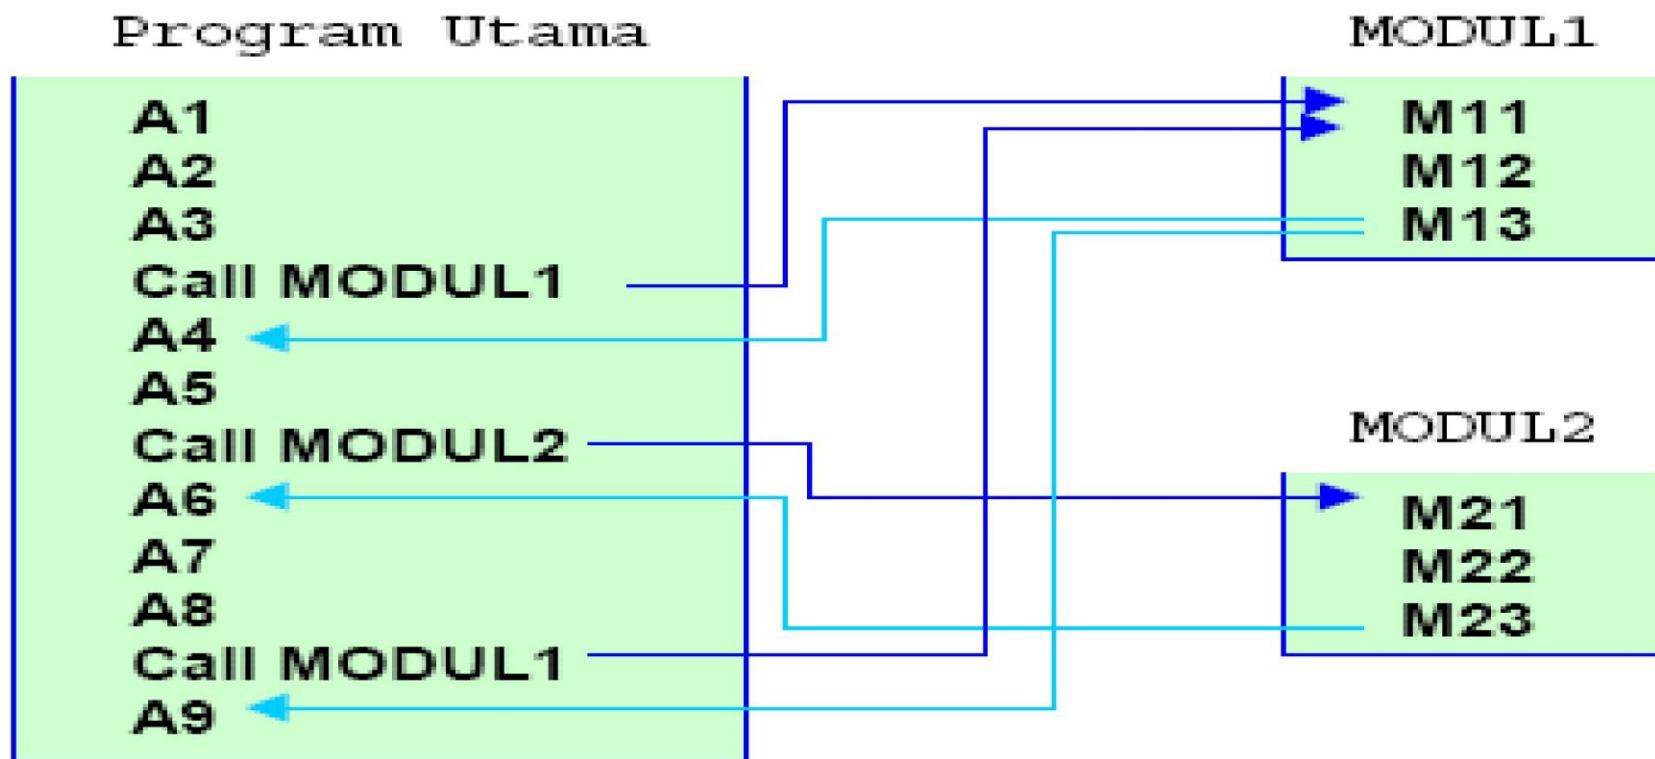 Program Utama
A1
A2
A3
Call MODUL1
A4
A5
Call MODUL2
A6
A7
A8
Call MODUL1
A9
MODUL1
M11
M12
M13
MODUL2
M21
M22
M23